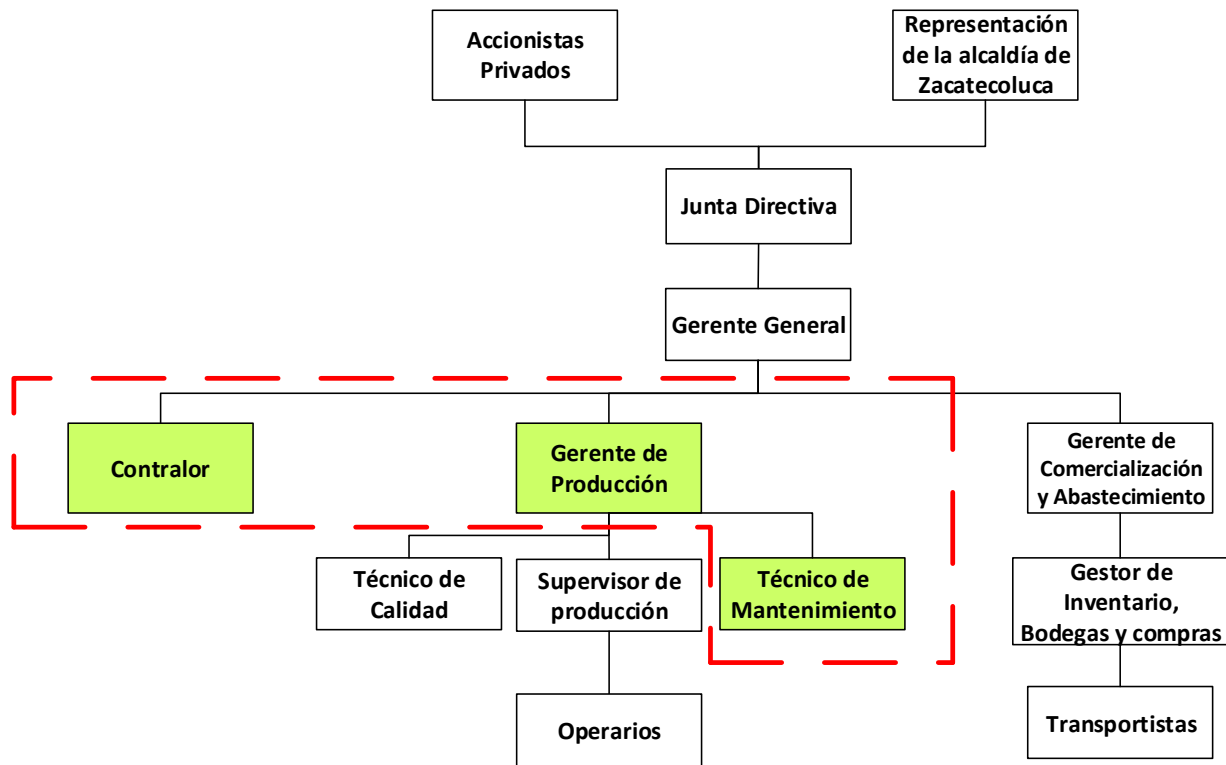 Accionistas
Privados
Representación
de la alcaldía de
Zacatecoluca
Junta Directiva
Gerente General
Contralor
Gerente de
Producción
Gerente de
Comercialización
y Abastecimiento
Técnico de
Calidad
Supervisor de
producción
Técnico de
Mantenimiento
Gestor de
Inventario,
Bodegas y compras
Operarios
Transportistas